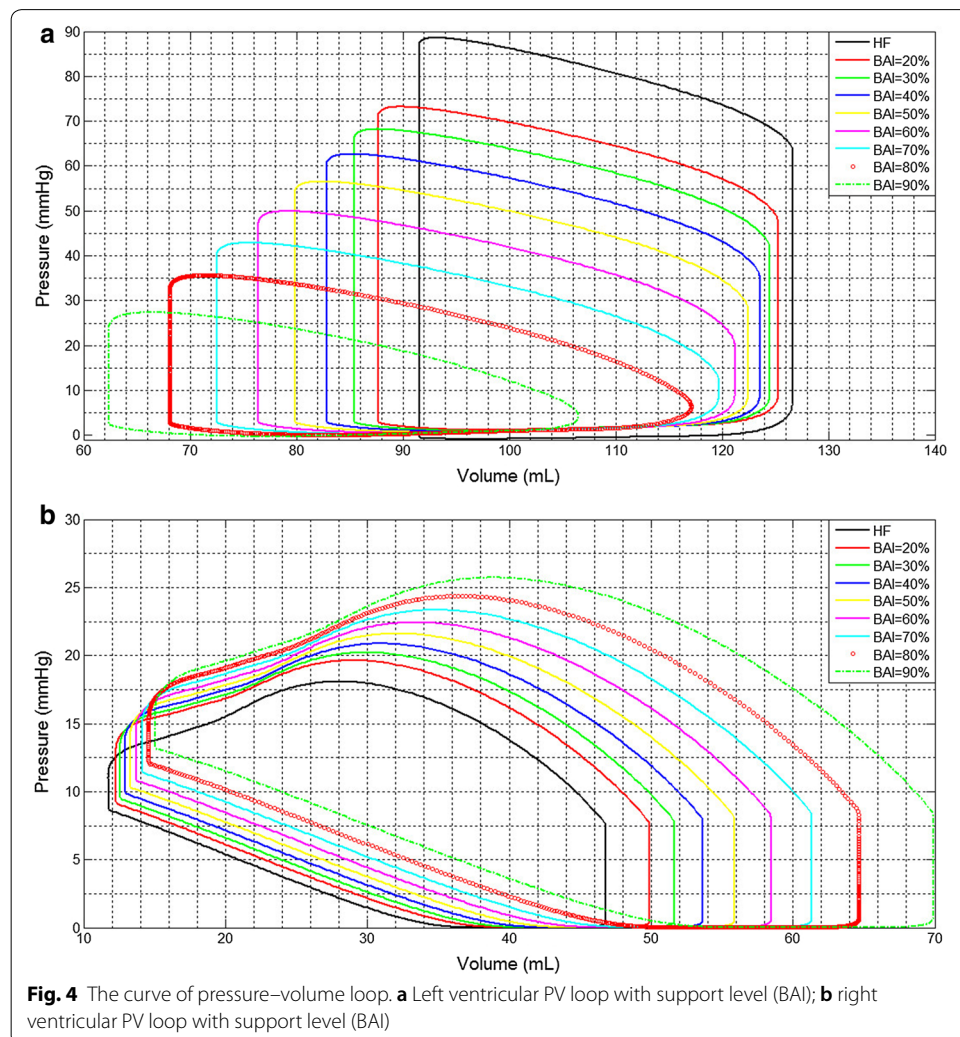 a
90
80
70
60
50
40
30
20
10
0
Pressure (mmHg)
60 70 80 90 100 110 120 130 140
Volume (mL)
HF
BAI=20%
BAI=30%
BAI=40%
BAI=50%
BAI=60%
BAI=70%
BAI=80%
BAI=90%
b
30
25
20
15
10
5
0
Pressure (mmHg)
10 20 30 40 50 60 70
Volume (mL)
HF
BAI=20%
BAI=30%
BAI=40%
BAI=50%
BAI=60%
BAI=70%
BAI=80%
BAI=90%
Fig. 4 The curve of pressure–volume loop. a Left ventricular PV loop with support level (BAI); b right
ventricular PV loop with support level (BAI)